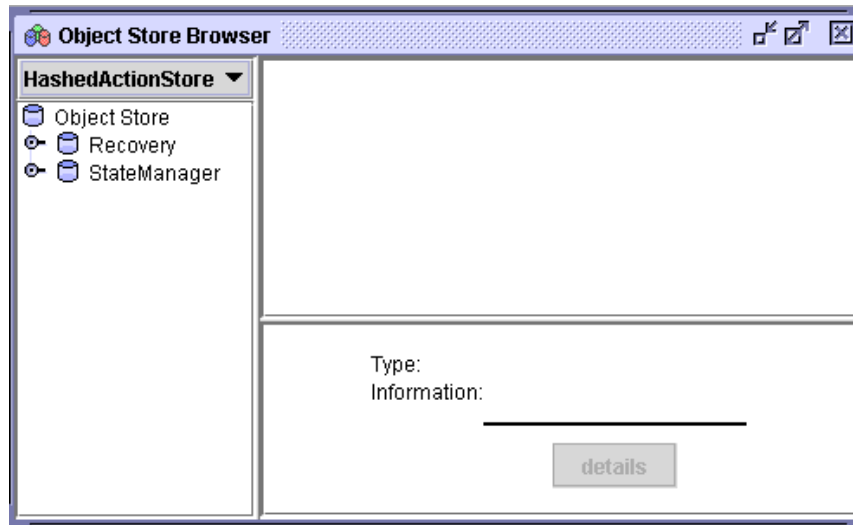 Object Store Browser
HashedActionStore
Object Store
Recovery
StateManager
Type:
Information:
details